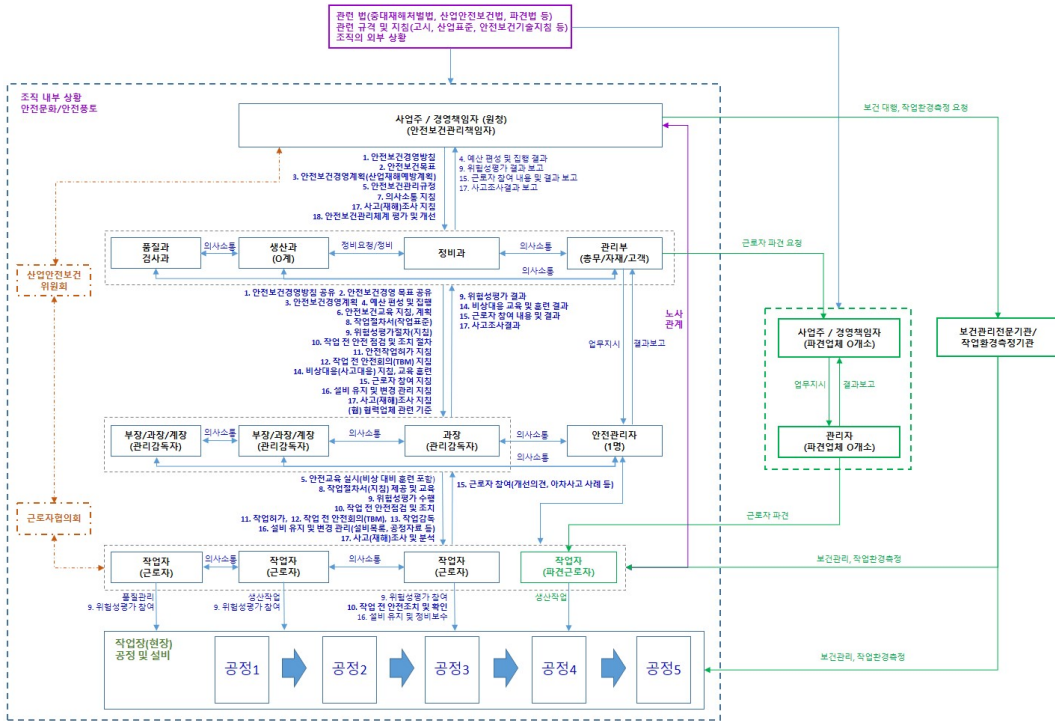 관련 법(중대재해처벌법, 산업안전보건법, 파견법 등)
관련 규격 및 지침(고시, 산업표준, 안전보건기술지침 등)
조직의 외부 상황
조직 내부 상황
안전문화/안전풍토
사업주 / 경영책임자 (원청)
(안전보건관리책임자)
보건 대행, 작업환경측정 요청
1. 안전보건경영방침
2. 안전보건목표
3. 안전보건경영계획(산업재해예방계획)
5. 안전보건관리규정
7. 의사소통 지침
17. 사고(재해)조사 지침
18. 안전보건관리체계 평가 및 개선
4. 예산 편성 및 집행 결과
9. 위험성평가 결과 보고
15. 근로자 참여 내용 및 결과 보고
17. 사고조사결과 보고
품질과
검사과
의사소통
생산과
(0계)
정비요청/정비
정비과
의사소통
관리부
(총무/자재/고객)
의사소통
근로자 파견 요청
산업안전보건
위원회
1. 안전보건경영방침 공유 2. 안전보건경영 목표 공유
3. 안전보건경영계획 4. 예산 편성 및 집행
6. 안전보건교육 지침, 계획
8. 작업절차서(작업표준)
9. 위험성평가절차(지침)
10. 작업 전 안전 점검 및 조치 절차
11. 안전작업허가 지침
12. 작업 전 안전회의(TBM) 지침
14. 비상대응(사고대응) 지침, 교육 훈련
15. 근로자 참여 지침
16. 설비 유지 및 변경 관리 지침
17. 사고(재해)조사 지침
(협) 협력업체 관련 기준
9. 위험성평가 결과
14. 비상대응 교육 및 훈련 결과
15. 근로자 참여 내용 및 결과
17. 사고조사결과
업무지시
결과보고
노사
관계
사업주 / 경영책임자
(파견업체 0개소)
보건관리전문기관/
작업환경측정기관
업무지시
결과보고
관리자
(파견업체 0개소)
부장/과장/계장
(관리감독자)
의사소통
부장/과장/계장
(관리감독자)
의사소통
과장
(관리감독자)
의사소통
안전관리자
(1명)
의사소통
5. 안전교육 실시(비상 대비 훈련 포함)
8. 작업절차서(지침) 제공 및 교육
9. 위험성평가 수행
10. 작업 전 안전점검 및 조치
11. 작업허가, 12. 작업 전 안전회의(TBM), 13. 작업감독
16. 설비 유지 및 변경 관리(설비목록, 공정자료 등)
17. 사고(재해)조사 및 분석
15. 근로자 참여(개선의견, 아차사고 사례 등)
근로자협의회
근로자 파견
작업자
(근로자)
의사소통
작업자
(근로자)
의사소통
작업자
(근로자)
작업자
(파견근로자)
보건관리, 작업환경측정
품질관리
9. 위험성평가 참여
생산작업
9. 위험성평가 참여
9. 위험성평가 참여
10. 작업 전 안전조치 및 확인
16. 설비 유지 및 정비보수
생산작업
작업장(현장)
공정 및 설비
공정1
공정2
공정3
공정4
공정5
보건관리, 작업환경측정